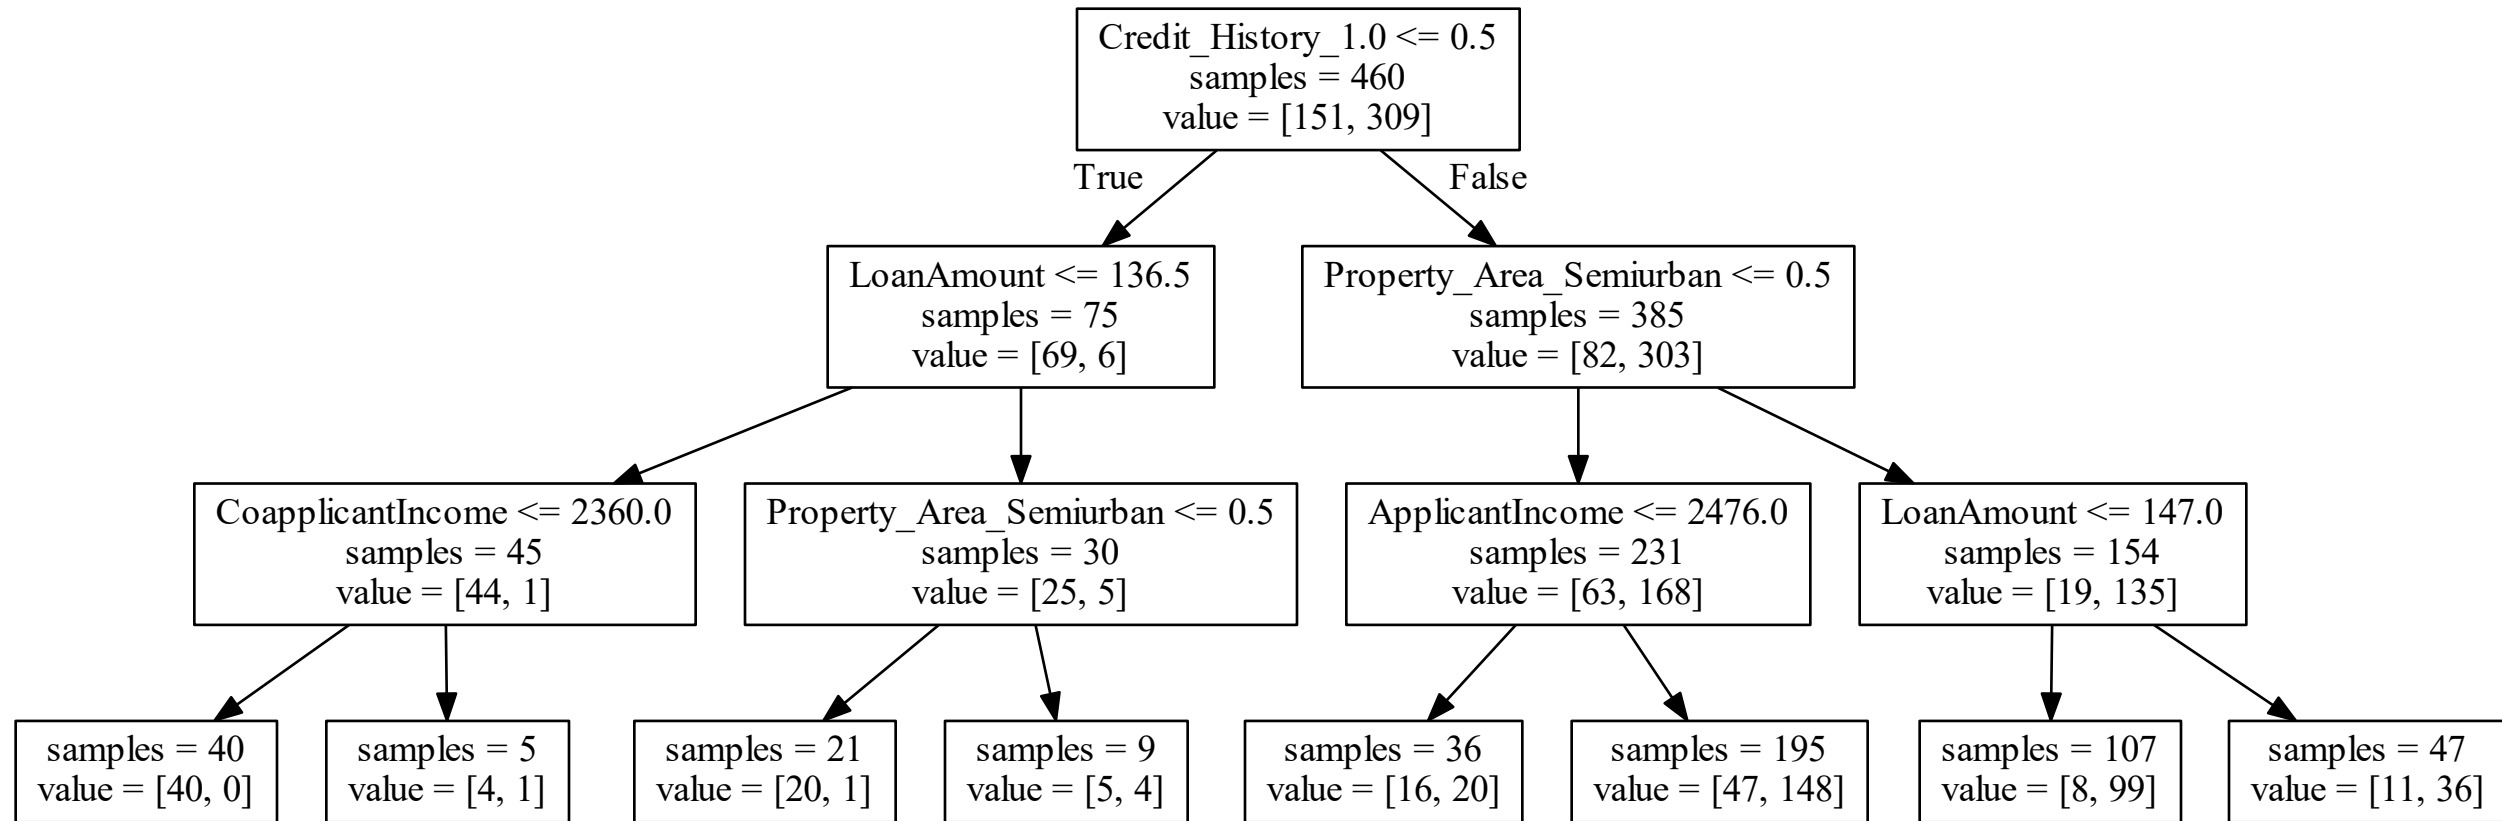 Credit_History_1.0 <= 0.5
samples = 460
value = [151, 309]
True
False
LoanAmount <= 136.5
samples = 75
value = [69, 6]
Property_Area_Semiurban <= 0.5
samples = 385
value = [82, 303]
CoapplicantIncome <= 2360.0
samples = 45
value = [44, 1]
Property_Area_Semiurban <= 0.5
samples = 30
value = [25, 5]
ApplicantIncome <= 2476.0
samples = 231
value = [63, 168]
LoanAmount <= 147.0
samples = 154
value = [19, 135]
samples = 40
value = [40, 0]
samples = 5
value = [4, 1]
samples = 21
value = [20, 1]
samples = 9
value = [5, 4]
samples = 36
value = [16, 20]
samples = 195
value = [47, 148]
samples = 107
value = [8, 99]
samples = 47
value = [11, 36]